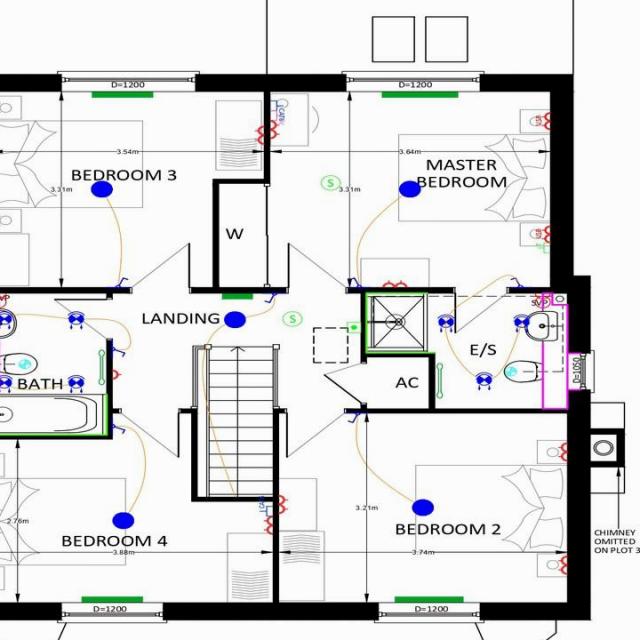 D=1200
D=1200
3.54m
3.64m
BEDROOM 3
MASTER
BEDROOM
3.31m
3.31m
S
W
LANDING
S
E/S
D=1050
BATH
AC
3.21m
2.76m
BEDROOM 4
3.88m
BEDROOM 2
3.74m
CHIMNEY
OMITTED
ON PLOT 3
D=1200
D=1200